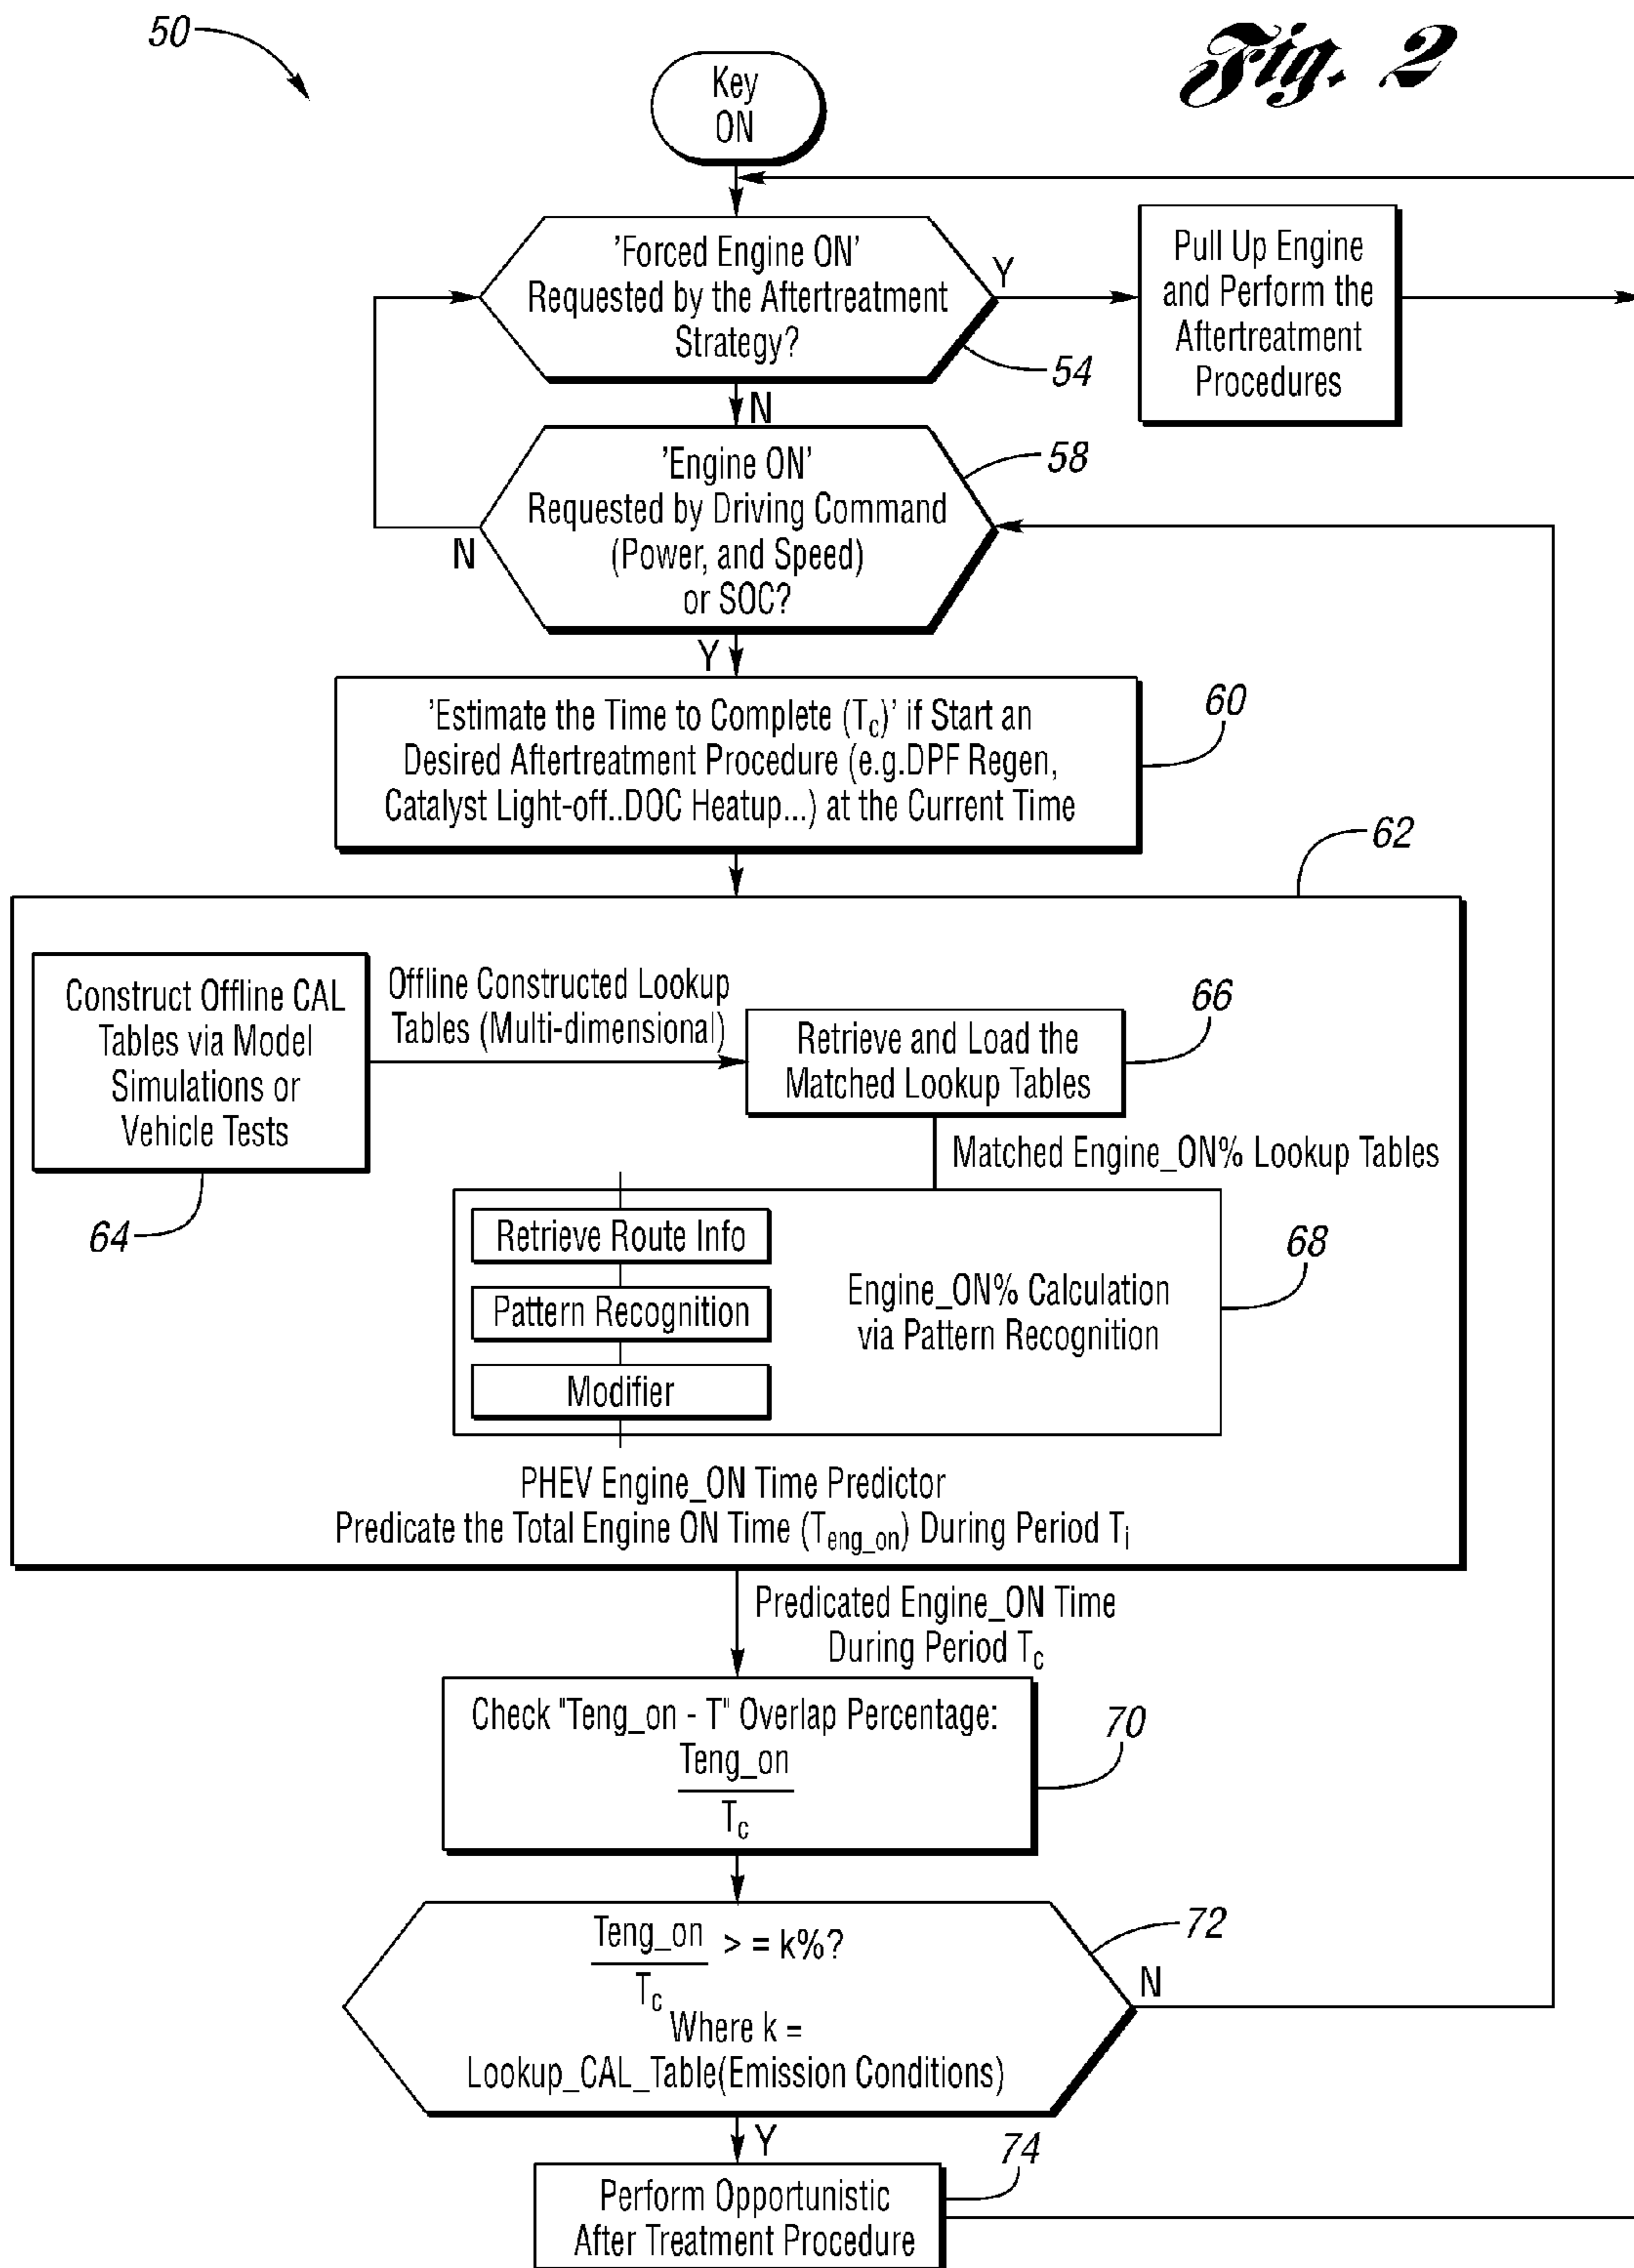 50
Fig. 2
Key
ON
'Forced Engine ON'
Requested by the Aftertreatment
Strategy?
Y
54
Pull Up Engine
and Perform the
Aftertreatment
Procedures
N
'Engine ON'
Requested by Driving Command
(Power, and Speed)
or SOC?
58
N
Y
'Estimate the Time to Complete (Tc)' if Start an
Desired Aftertreatment Procedure (e.g.DPF Regen,
Catalyst Light-off..DOC Heatup...) at the Current Time
60
62
Construct Offline CAL
Tables via Model
Simulations or
Vehicle Tests
64
Offline Constructed Lookup
Tables (Multi-dimensional)
Retrieve and Load the
Matched Lookup Tables
66
Matched Engine_ON% Lookup Tables
Retrieve Route Info
Pattern Recognition
Modifier
Engine_ON% Calculation
via Pattern Recognition
68
PHEV Engine_ON Time Predictor
Predicate the Total Engine ON Time (Teng_on) During Period Ti
Predicated Engine_ON Time
During Period Tc
Check "Teng_on - T" Overlap Percentage:
Teng_on
Tc
70
Teng_on
Tc
> = k%?
Where k =
Lookup_CAL_Table(Emission Conditions)
72
N
Y
Perform Opportunistic
After Treatment Procedure
74